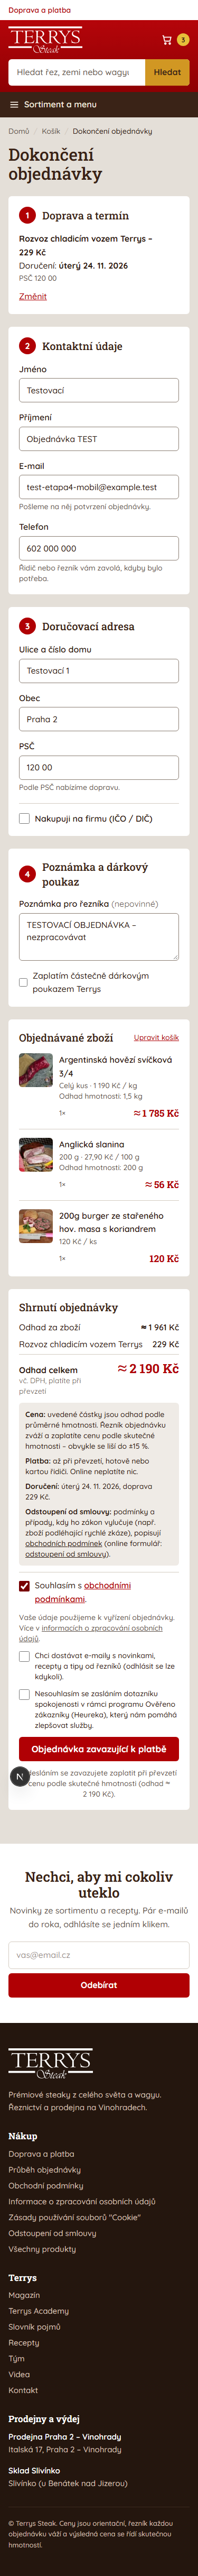 Doprava a platba
TERRYS
Steak
3
Hledat řez, zemi nebo wagyu
Hledat
Sortiment a menu
Domů / Košík / Dokončení objednávky
Dokončení
objednávky
1
Doprava a termín
Rozvoz chladicím vozem Terrys –
229 Kč
Doručení: úterý 24. 11. 2026
PSČ 120 00
Změnit
2
Kontaktní údaje
Jméno
Testovací
Příjmení
Objednávka TEST
E-mail
test-etapa4-mobil@example.test
Pošleme na něj potvrzení objednávky.
Telefon
602 000 000
Řidič nebo řezník vám zavolá, kdyby bylo
potřeba.
3
Doručovací adresa
Ulice a číslo domu
Testovací 1
Obec
Praha 2
PSČ
120 00
Podle PSČ nabízíme dopravu.
Nakupuji na firmu (IČO / DIČ)
4
Poznámka a dárkový
poukaz
Poznámka pro řezníka (nepovinné)
TESTOVACÍ OBJEDNÁVKA –
nezpracovávat
Zaplatím částečně dárkovým
poukazem Terrys
Objednávané zboží
Upravit košík
Argentinská hovězí svíčková
3/4
Celý kus · 1 190 Kč / kg
Odhad hmotnosti: 1,5 kg
1×
≈ 1 785 Kč
Anglická slanina
200 g · 27,90 Kč / 100 g
Odhad hmotnosti: 200 g
1×
≈ 56 Kč
200g burger ze stařeného
hov. masa s koriandrem
120 Kč / ks
1×
120 Kč
Shrnutí objednávky
Odhad za zboží
≈ 1 961 Kč
Rozvoz chladicím vozem Terrys
229 Kč
Odhad celkem
≈ 2 190 Kč
vč. DPH, platíte při
převzetí
Cena: uvedené částky jsou odhad podle
průměrné hmotnosti. Řezník objednávku
zváží a zaplatíte cenu podle skutečné
hmotnosti – obvykle se liší do ±15 %.
Platba: až při převzetí, hotově nebo
kartou řidiči. Online neplatíte nic.
Doručení: úterý 24. 11. 2026, doprava
229 Kč.
Odstoupení od smlouvy: podmínky a
případy, kdy ho zákon vylučuje (např.
zboží podléhající rychlé zkáze), popisují
obchodních podmínek (online formulář:
odstoupení od smlouvy).
Souhlasím s obchodními
podmínkami.
Vaše údaje použijeme k vyřízení objednávky.
Více v informacích o zpracování osobních
údajů.
Chci dostávat e-maily s novinkami,
recepty a tipy od řezníků (odhlásit se lze
kdykoli).
Nesouhlasím se zasláním dotazníku
spokojenosti v rámci programu Ověřeno
zákazníky (Heureka), který nám pomáhá
zlepšovat služby.
Objednávka zavazující k platbě
Odesláním se zavazujete zaplatit při převzetí
cenu podle skutečné hmotnosti (odhad ≈
2 190 Kč).
N
Nechci, aby mi cokoliv
uteklo
Novinky ze sortimentu a recepty. Pár e-mailů
do roka, odhlásíte se jedním klikem.
vas@email.cz
Odebírat
TERRYS
Steak
Prémiové steaky z celého světa a wagyu.
Řeznictví a prodejna na Vinohradech.
Nákup
Doprava a platba
Průběh objednávky
Obchodní podmínky
Informace o zpracování osobních údajů
Zásady používání souborů "Cookie"
Odstoupení od smlouvy
Všechny produkty
Terrys
Magazín
Terrys Academy
Slovník pojmů
Recepty
Tým
Videa
Kontakt
Prodejny a výdej
Prodejna Praha 2 – Vinohrady
Italská 17, Praha 2 – Vinohrady
Sklad Slivínko
Slivínko (u Benátek nad Jizerou)
© Terrys Steak. Ceny jsou orientační, řezník každou
objednávku váží a výsledná cena se řídí skutečnou
hmotností.